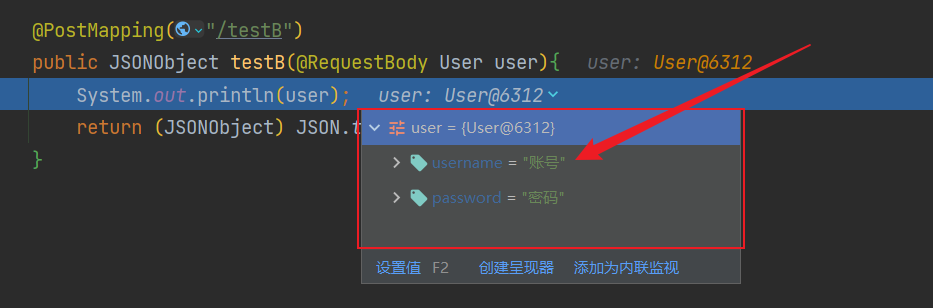 @PostMapping("/testB")
public JSONObject testB(@RequestBody User user){ user: User@6312
System.out.println(user); user: User@6312
return (JSONObject) JSON.t
user = {User@6312}
username = "账号"
password = "密码"
}
设置值 F2 创建呈现器 添加为内联监视